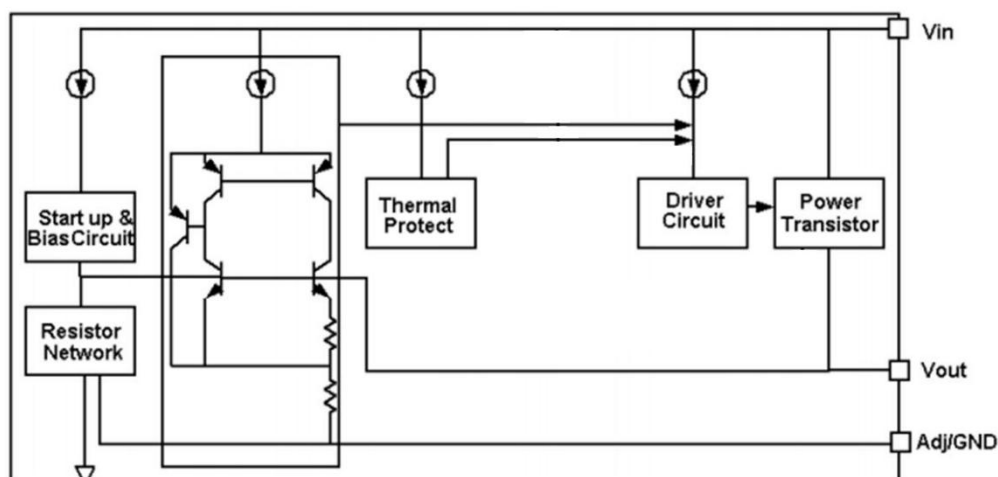 Vin
Start up &
Bias Circuit
Thermal
Protect
Driver
Circuit
Power
Transistor
Resistor
Network
Vout
Adj/GND